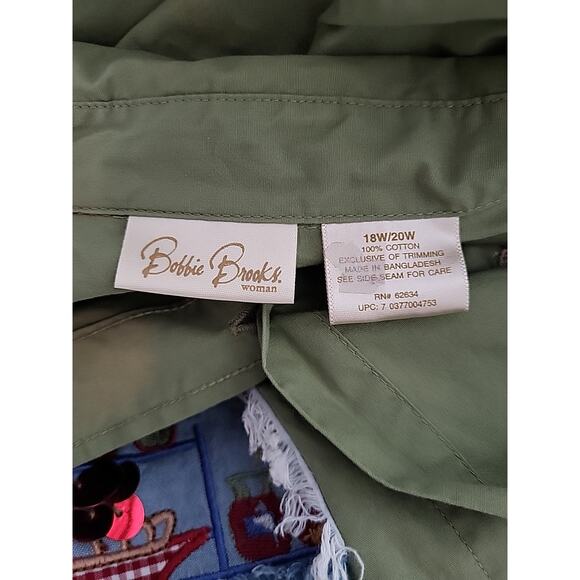 Bobbie Brooks.
woman
18W/20W
100% COTTON
EXCLUSIVE OF TRIMMING
MADE IN BANGLADESH
SEE SIDE SEAM FOR CARE
RN# 62634
UPC: 7 0377004753